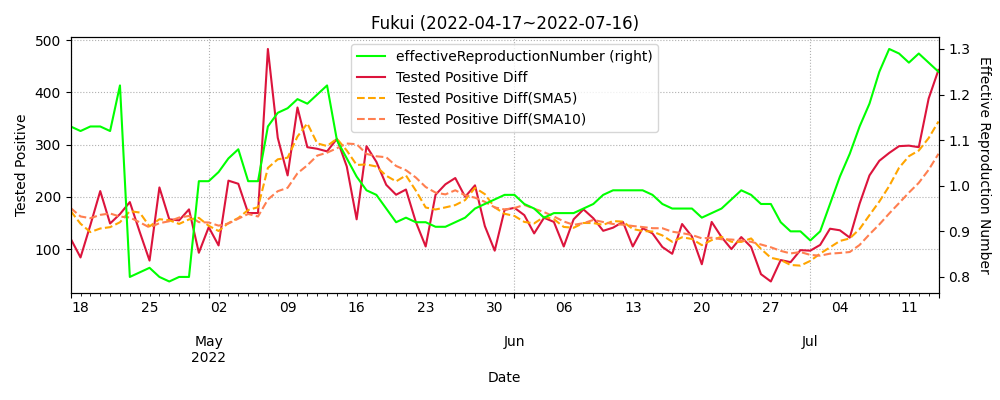 Fukui (2022-04-17~2022-07-16)
effectiveReproductionNumber (right)
Tested Positive Diff
Tested Positive Diff(SMA5)
Tested Positive Diff(SMA10)
Tested Positive
500
400
300
200
100
1.3
1.2
1.1
1.0
0.9
0.8
Effective Reproduction Number
18 25 02 09 16 23 30 06 13 20 27 04 11
May Jun Jul
2022
Date